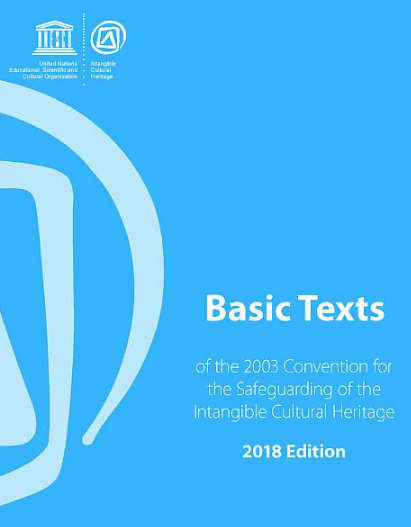 United Nations
Educational, Scientific and
Cultural Organization
Intangible
Cultural
Heritage
Basic Texts
of the 2003 Convention for
the Safeguarding of the
Intangible Cultural Heritage
2018 Edition